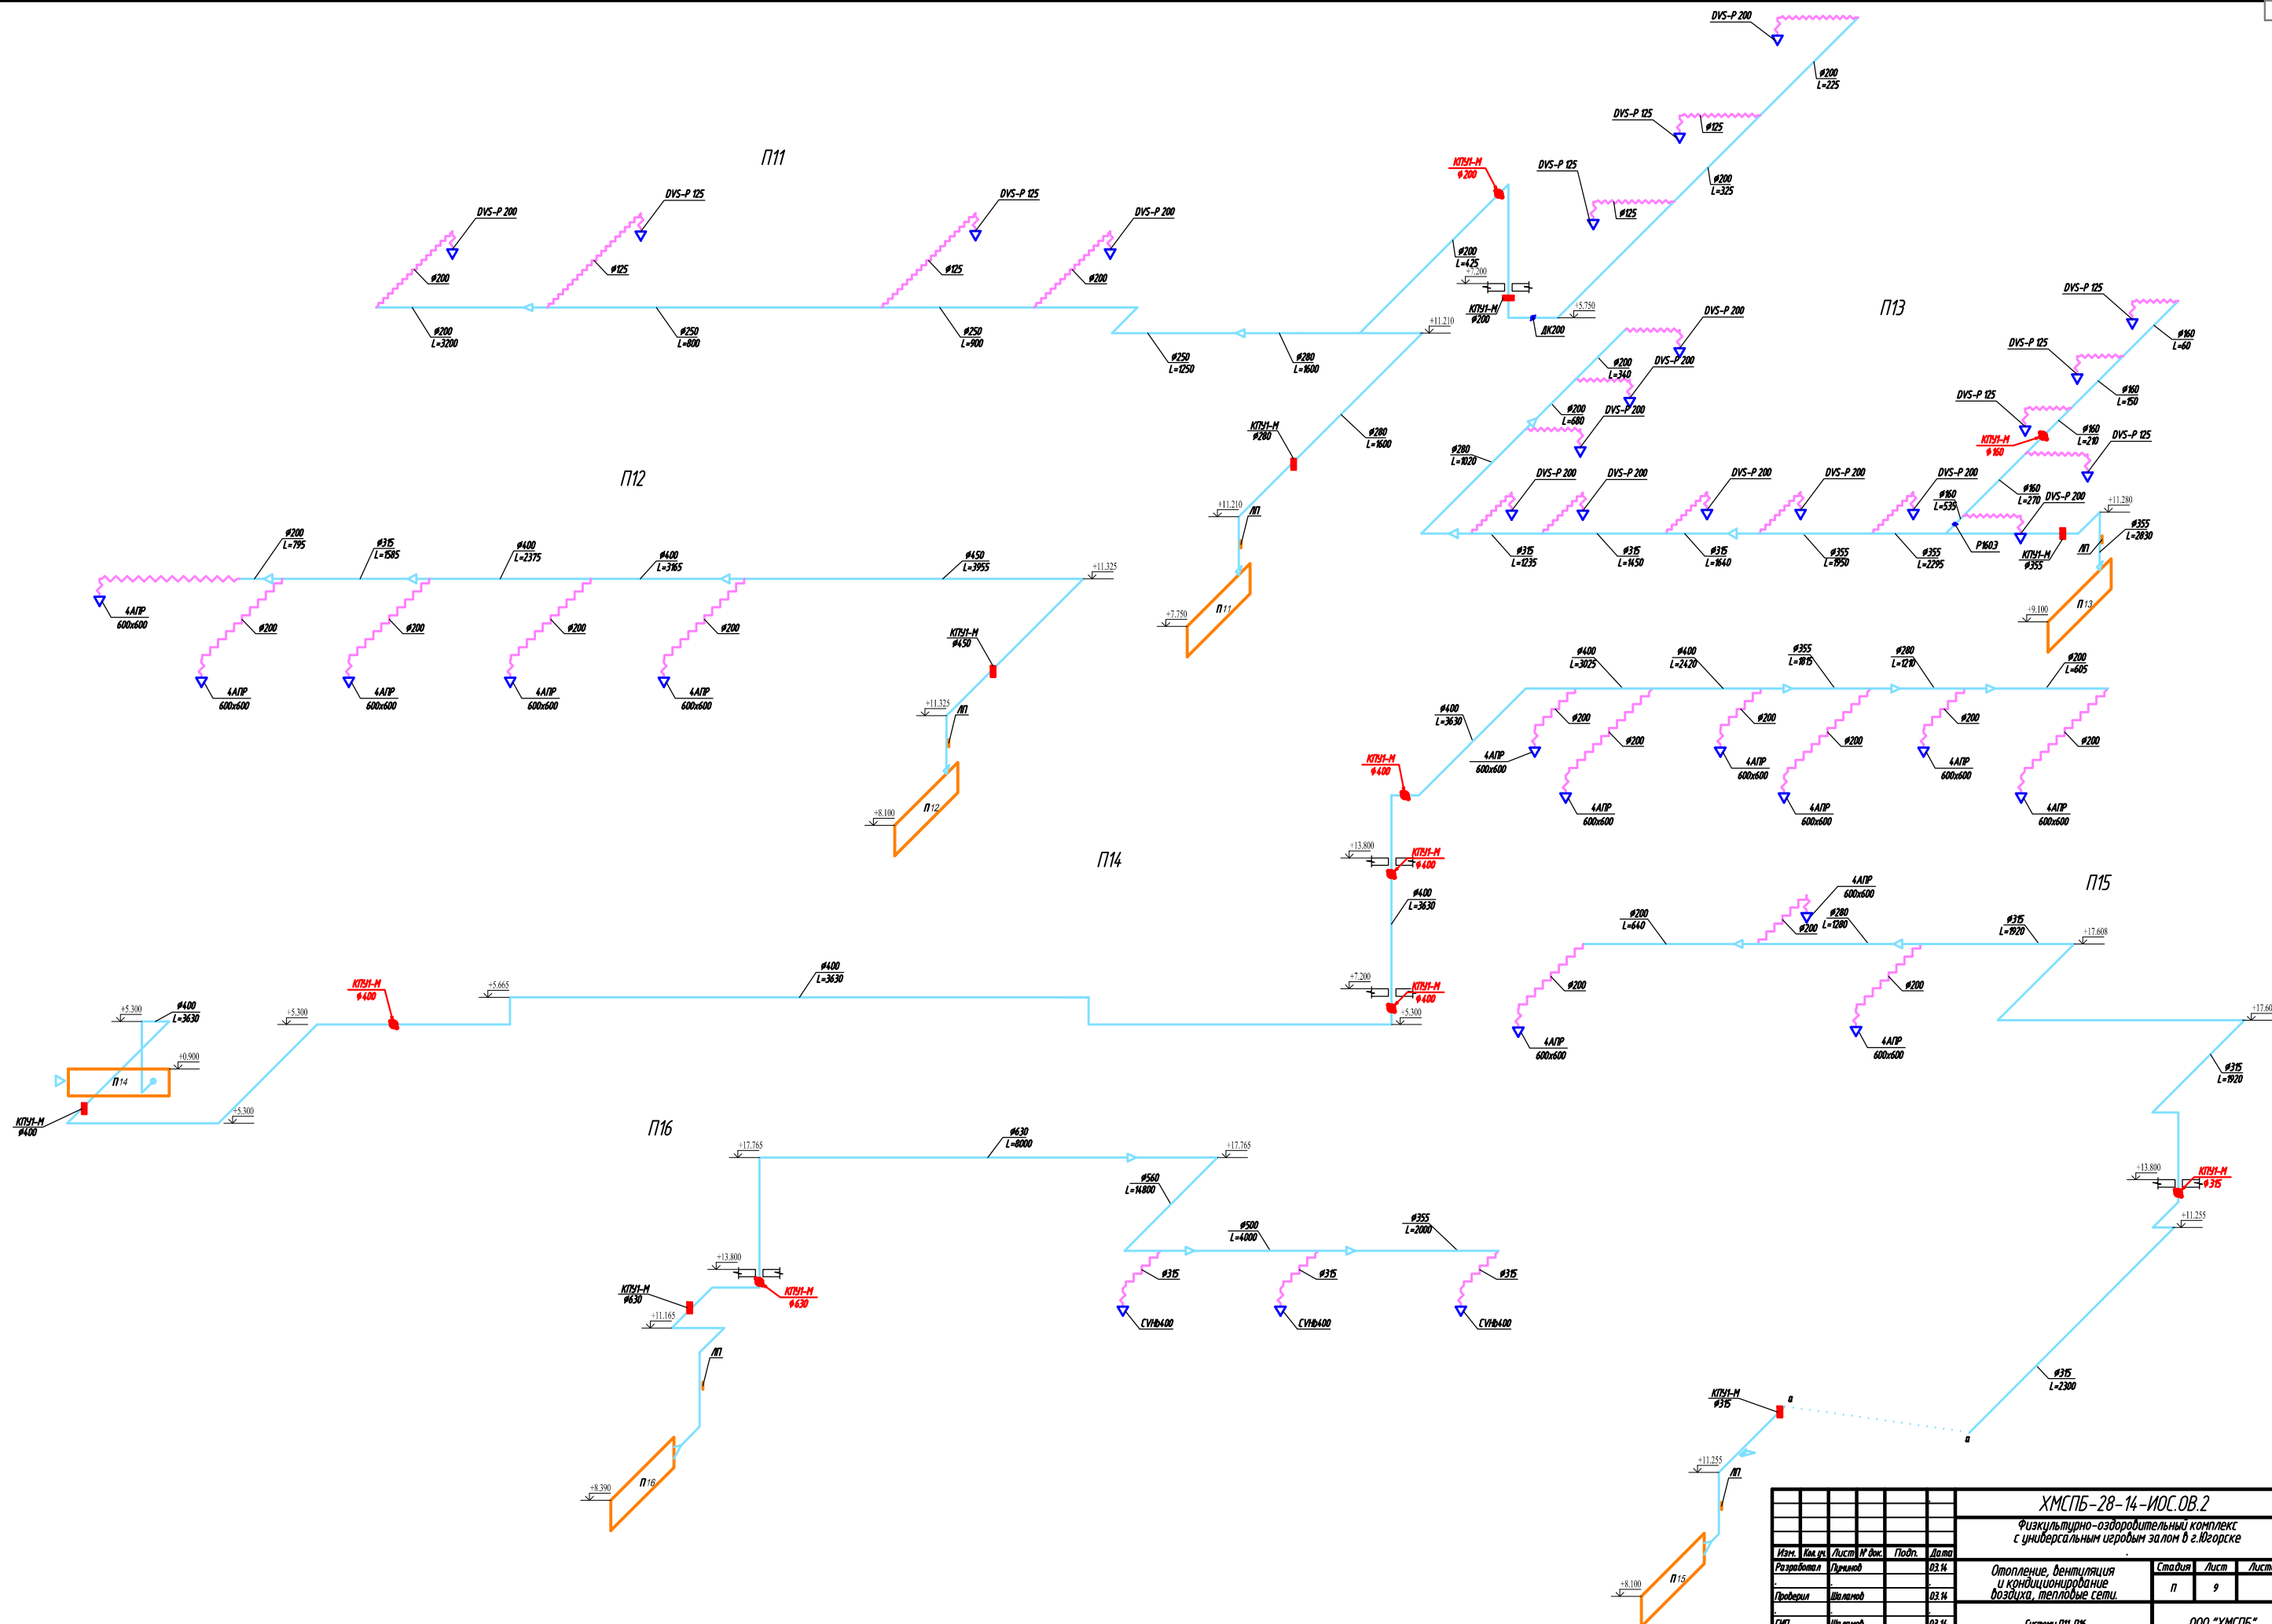 П11
DVS-P 200
ø200
L=225
DVS-P 125
ø125
DVS-P 125
ø125
ø200
L=325
КПУ1-М
ø200
DVS-P 200
ø200
DVS-P 125
ø125
DVS-P 125
ø125
DVS-P 200
ø200
ø200
L=3200
ø250
L=800
ø250
L=900
ø250
L=1250
ø280
L=1600
ø200
L=425
+7.200
КПУ1-М
ø200
ДК200
+5.750
+11.210
ø280
L=1600
КПУ1-М
ø280
+11.210
ЛП
+7.750
П11
П13
DVS-P 125
ø160
L=60
DVS-P 125
ø160
L=150
DVS-P 125
КПУ1-М
ø160
ø160
L=210
DVS-P 125
ø160
L=270
DVS-P 200
ø160
L=535
Р160З
КПУ1-М
ø355
+11.280
ø355
L=2830
ЛП
+9.100
П13
DVS-P 200
ø200
L=340
DVS-P 200
ø200
L=680
DVS-P 200
ø280
L=1020
DVS-P 200
DVS-P 200
DVS-P 200
DVS-P 200
DVS-P 200
ø315
L=1235
ø315
L=1450
ø315
L=1640
ø355
L=1950
ø355
L=2295
П12
ø200
L=795
ø315
L=1585
ø400
L=2375
ø400
L=3165
ø450
L=3955
+11.325
4АПР
600х600
ø200
ø200
ø200
ø200
4АПР
600х600
4АПР
600х600
4АПР
600х600
4АПР
600х600
КПУ1-М
ø450
+11.325
ЛП
+8.100
П12
П14
ø400
L=3025
ø400
L=2420
ø355
L=1815
ø280
L=1210
ø200
L=605
ø400
L=3630
ø200
ø200
ø200
ø200
ø200
ø200
4АПР
600х600
4АПР
600х600
4АПР
600х600
4АПР
600х600
4АПР
600х600
4АПР
600х600
КПУ1-М
ø400
+13.800
КПУ1-М
ø400
ø400
L=3630
+7.200
КПУ1-М
ø400
+5.300
ø400
L=3630
+5.665
КПУ1-М
ø400
+5.300
+5.300
ø400
L=3630
+0.900
П14
КПУ1-М
ø400
+5.300
П15
4АПР
600х600
ø200
L=640
ø200
ø280
L=1280
ø315
L=1920
+17.608
ø200
ø200
4АПР
600х600
4АПР
600х600
ø315
L=1920
+13.800
КПУ1-М
ø315
+11.255
ø315
L=2300
а
а
КПУ1-М
ø315
+11.255
ЛП
+8.100
П15
П16
+17.765
ø630
L=8000
+17.765
ø560
L=14800
ø500
L=4000
ø355
L=2000
ø315
ø315
ø315
CVHb400
CVHb400
CVHb400
+13.800
КПУ1-М
ø630
КПУ1-М
ø630
+11.165
ЛП
+8.390
П16
ХМСПБ-28-14-ИОС.ОВ.2
Физкультурно-оздоровительный комплекс
с универсальным игровым залом в г.Югорске
Изм. Кол.уч. Лист № док. Подп. Дата
Разработал 03.14
Отопление, вентиляция
и кондиционирование
воздуха, тепловые сети.
Стадия Лист
П 9
Проверил Шаламов 03.14
ГИП Шаламов 03.14
Системы П11-П16
ООО "ХМСПБ"